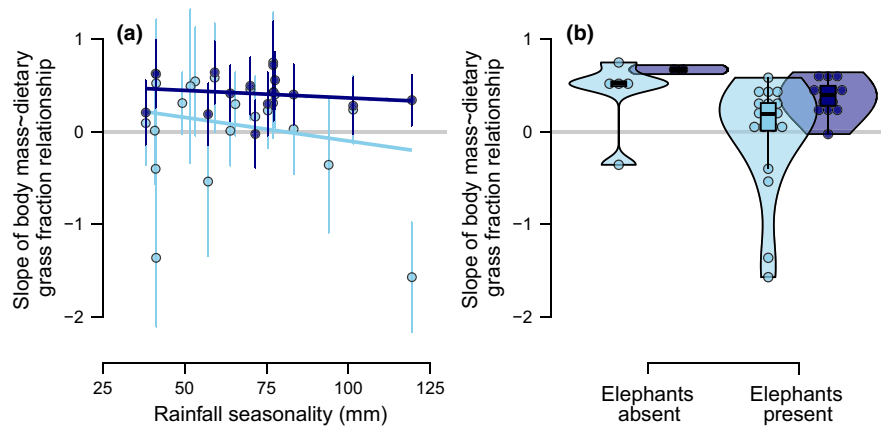 (a)
Slope of body mass~dietary
grass fraction relationship
1
0
−1
−2
25
50
75
100
125
Rainfall seasonality (mm)
(b)
Slope of body mass~dietary
grass fraction relationship
1
0
−1
−2
Elephants
absent
Elephants
present